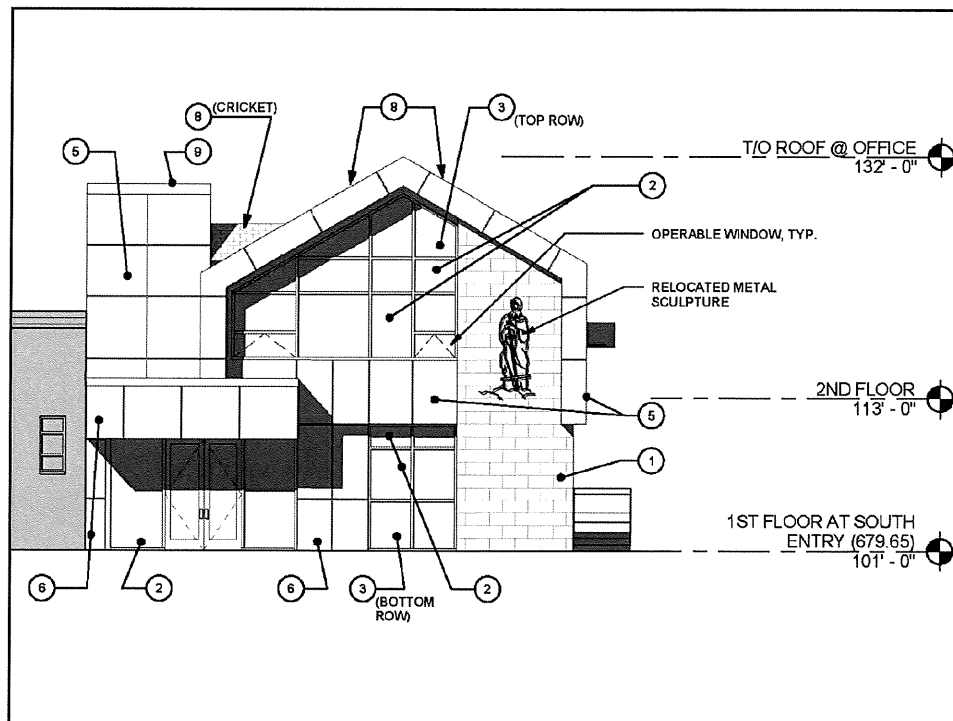 8
(CRICKET)
8
3
(TOP ROW)
5
9
T/O ROOF @ OFFICE
132' - 0"
2
OPERABLE WINDOW, TYP.
RELOCATED METAL
SCULPTURE
2ND FLOOR
113' - 0"
5
1
1ST FLOOR AT SOUTH
ENTRY (679.65)
101' - 0"
6
2
6
3
(BOTTOM
ROW)
2